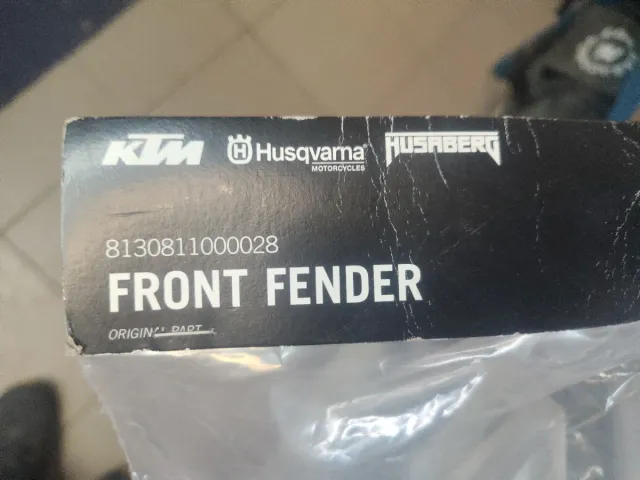 KTM Husqvarna HUSABERG
MOTORCYCLES
8130811000028
FRONT FENDER
ORIGINAL PART